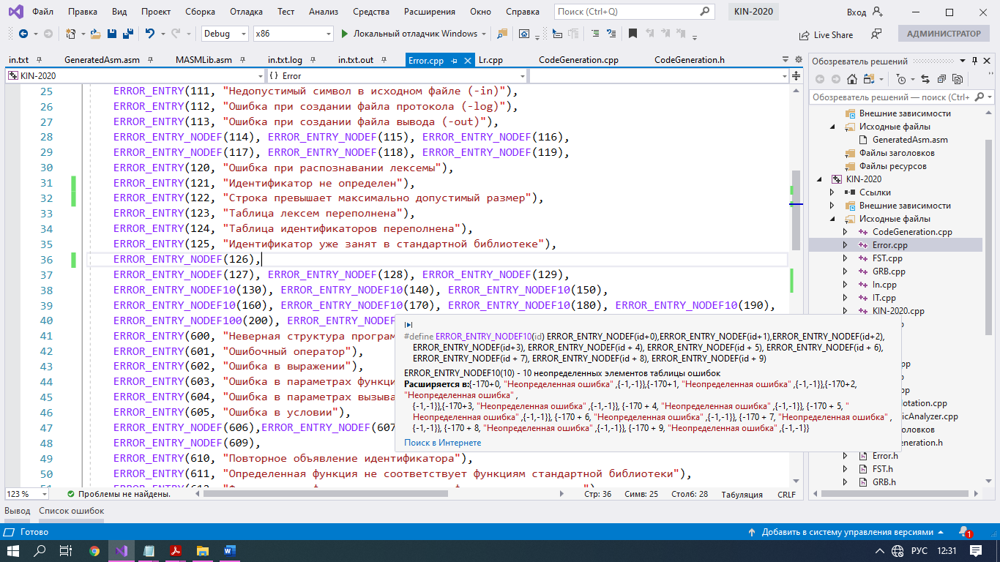 Файл Правка Вид Проект Сборка Отладка Тест Анализ Средства Расширения Окно Справка Поиск (Ctrl+Q) KIN-2020 Вход
Debug x86 Локальный отладчик Windows Live Share АДМИНИСТРАТОР
in.txt GeneratedAsm.asm MASMLib.asm in.txt.log in.txt.out Error.cpp Lr.cpp CodeGeneration.cpp CodeGeneration.h
KIN-2020 {} Error
25 ERROR_ENTRY(111, "Недопустимый символ в исходном файле (-in)"),
26 ERROR_ENTRY(112, "Ошибка при создании файла протокола (-log)"),
27 ERROR_ENTRY(113, "Ошибка при создании файла вывода (-out)"),
28 ERROR_ENTRY_NODEF(114), ERROR_ENTRY_NODEF(115), ERROR_ENTRY_NODEF(116),
29 ERROR_ENTRY_NODEF(117), ERROR_ENTRY_NODEF(118), ERROR_ENTRY_NODEF(119),
30 ERROR_ENTRY(120, "Ошибка при распознавании лексемы"),
31 ERROR_ENTRY(121, "Идентификатор не определен"),
32 ERROR_ENTRY(122, "Строка превышает максимально допустимый размер"),
33 ERROR_ENTRY(123, "Таблица лексем переполнена"),
34 ERROR_ENTRY(124, "Таблица идентификаторов переполнена"),
35 ERROR_ENTRY(125, "Идентификатор уже занят в стандартной библиотеке"),
36 ERROR_ENTRY_NODEF(126),
37 ERROR_ENTRY_NODEF(127), ERROR_ENTRY_NODEF(128), ERROR_ENTRY_NODEF(129),
38 ERROR_ENTRY_NODEF10(130), ERROR_ENTRY_NODEF10(140), ERROR_ENTRY_NODEF10(150),
39 ERROR_ENTRY_NODEF10(160), ERROR_ENTRY_NODEF10(170), ERROR_ENTRY_NODEF10(180), ERROR_ENTRY_NODEF10(190),
40 ERROR_ENTRY_NODEF100(200), ERROR_ENTRY_NODE
41 ERROR_ENTRY(600, "Неверная структура програм
42 ERROR_ENTRY(601, "Ошибочный оператор"),
43 ERROR_ENTRY(602, "Ошибка в выражении"),
44 ERROR_ENTRY(603, "Ошибка в параметрах функци
45 ERROR_ENTRY(604, "Ошибка в параметрах вызыва
46 ERROR_ENTRY(605, "Ошибка в условии"),
47 ERROR_ENTRY_NODEF(606),ERROR_ENTRY_NODEF(607
48 ERROR_ENTRY_NODEF(609),
49 ERROR_ENTRY(610, "Повторное объявление идентификатора"),
50 ERROR_ENTRY(611, "Определенная функция не соответствует функциям стандартной библиотеки"),
#define ERROR_ENTRY_NODEF10(id) ERROR_ENTRY_NODEF(id+0),ERROR_ENTRY_NODEF(id+1),ERROR_ENTRY_NODEF(id+2),
ERROR_ENTRY_NODEF(id+3), ERROR_ENTRY_NODEF(id + 4), ERROR_ENTRY_NODEF(id + 5), ERROR_ENTRY_NODEF(id + 6),
ERROR_ENTRY_NODEF(id + 7), ERROR_ENTRY_NODEF(id + 8), ERROR_ENTRY_NODEF(id + 9)
ERROR_ENTRY_NODEF10(10) - 10 неопределенных элементов таблицы ошибок
Расширяется в:{-170+0, "Неопределенная ошибка" ,{-1,-1}},{-170+1, "Неопределенная ошибка" ,{-1,-1}},{-170+2,
"Неопределенная ошибка" ,
{-1,-1}},{-170+3, "Неопределенная ошибка" ,{-1,-1}}, {-170 + 4, "Неопределенная ошибка" ,{-1,-1}}, {-170 + 5, "
Неопределенная ошибка" ,{-1,-1}}, {-170 + 6, "Неопределенная ошибка" ,{-1,-1}}, {-170 + 7, "Неопределенная ошибка" ,
{-1,-1}}, {-170 + 8, "Неопределенная ошибка" ,{-1,-1}}, {-170 + 9, "Неопределенная ошибка" ,{-1,-1}}
Поиск в Интернете
123 % Проблемы не найдены. Стр: 36 Симв: 25 Столб: 28 Табуляция CRLF
Обозреватель решений
Обозреватель решений — поиск (Ctrl+
Внешние зависимости
Исходные файлы
GeneratedAsm.asm
Файлы заголовков
Файлы ресурсов
KIN-2020
Ссылки
Внешние зависимости
Исходные файлы
CodeGeneration.cpp
Error.cpp
FST.cpp
GRB.cpp
In.cpp
IT.cpp
KIN-2020.cpp
Error.h
FST.h
GRB.h
Вывод Список ошибок
Готово Добавить в систему управления версиями 1
РУС 12:31